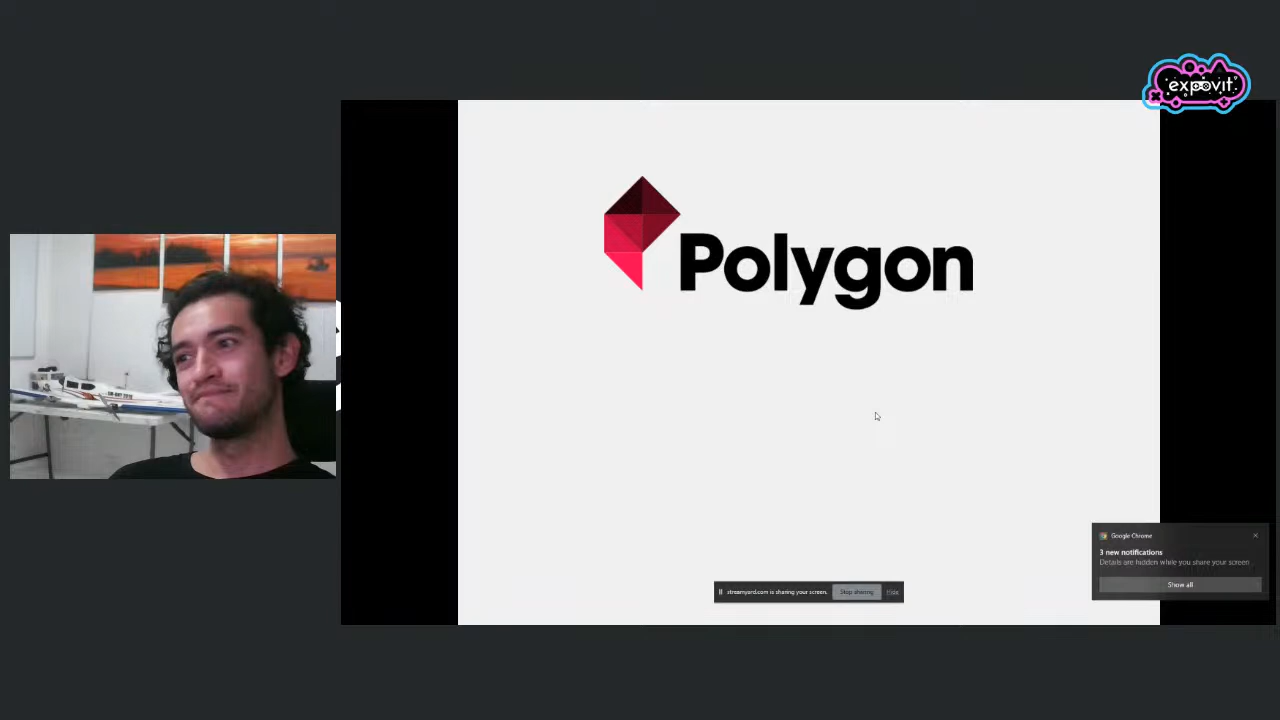 expovit.
Polygon
Google Chrome
3 new notifications
Details are hidden while you share your screen
Show all
streamyard.com is sharing your screen.
Stop sharing
Hide